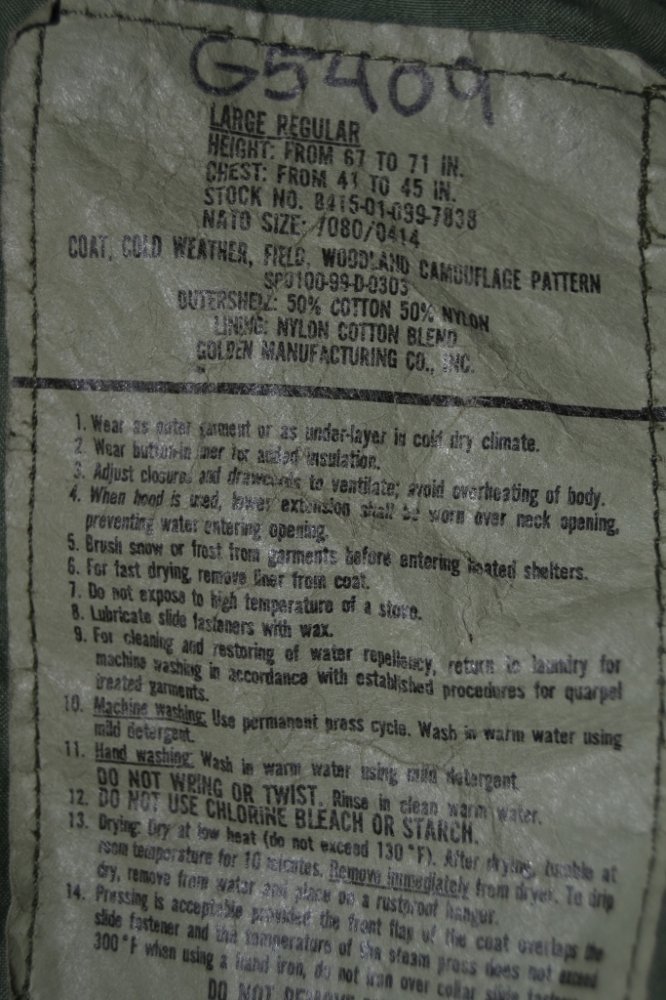 G5409
LARGE REGULAR
HEIGHT: FROM 67 TO 71 IN.
CHEST: FROM 41 TO 45 IN.
STOCK NO. 8415-01-099-7838
NATO SIZE: 7080/0414
COAT, COLD WEATHER, FIELD, WOODLAND CAMOUFLAGE PATTERN
SPO100-99-D-0303
OUTERSHELL: 50% COTTON 50% NYLON
LINING: NYLON COTTON BLEND
GOLDEN MANUFACTURING CO., INC.
1. Wear as outer garment or as under-layer in cold dry climate.
2. Wear button-in liner for added insulation.
3. Adjust closures and drawcords to ventilate; avoid overheating of body.
4. When hood is used, lower extension shall be worn over neck opening,
preventing water entering opening.
5. Brush snow or frost from garments before entering heated shelters.
6. For fast drying, remove liner from coat.
7. Do not expose to high temperature of a stove.
8. Lubricate slide fasteners with wax.
9. For cleaning and restoring of water repellency, return to laundry for
machine washing in accordance with established procedures for quarpel
treated garments.
10. Machine washing: Use permanent press cycle. Wash in warm water using
mild detergent.
11. Hand washing: Wash in warm water using mild detergent.
DO NOT WRING OR TWIST. Rinse in clean warm water.
12. DO NOT USE CHLORINE BLEACH OR STARCH.
13. Drying: Dry at low heat (do not exceed 130°F). After drying, tumble at
room temperature for 10 minutes. Remove immediately from dryer. To drip
dry, remove from water and place on a rustproof hanger.
14. Pressing is acceptable provided the front flap of the coat overlaps the
slide fastener and the temperature of the steam press does not exceed
300°F when using a hand iron, do not iron over collar
DO NOT